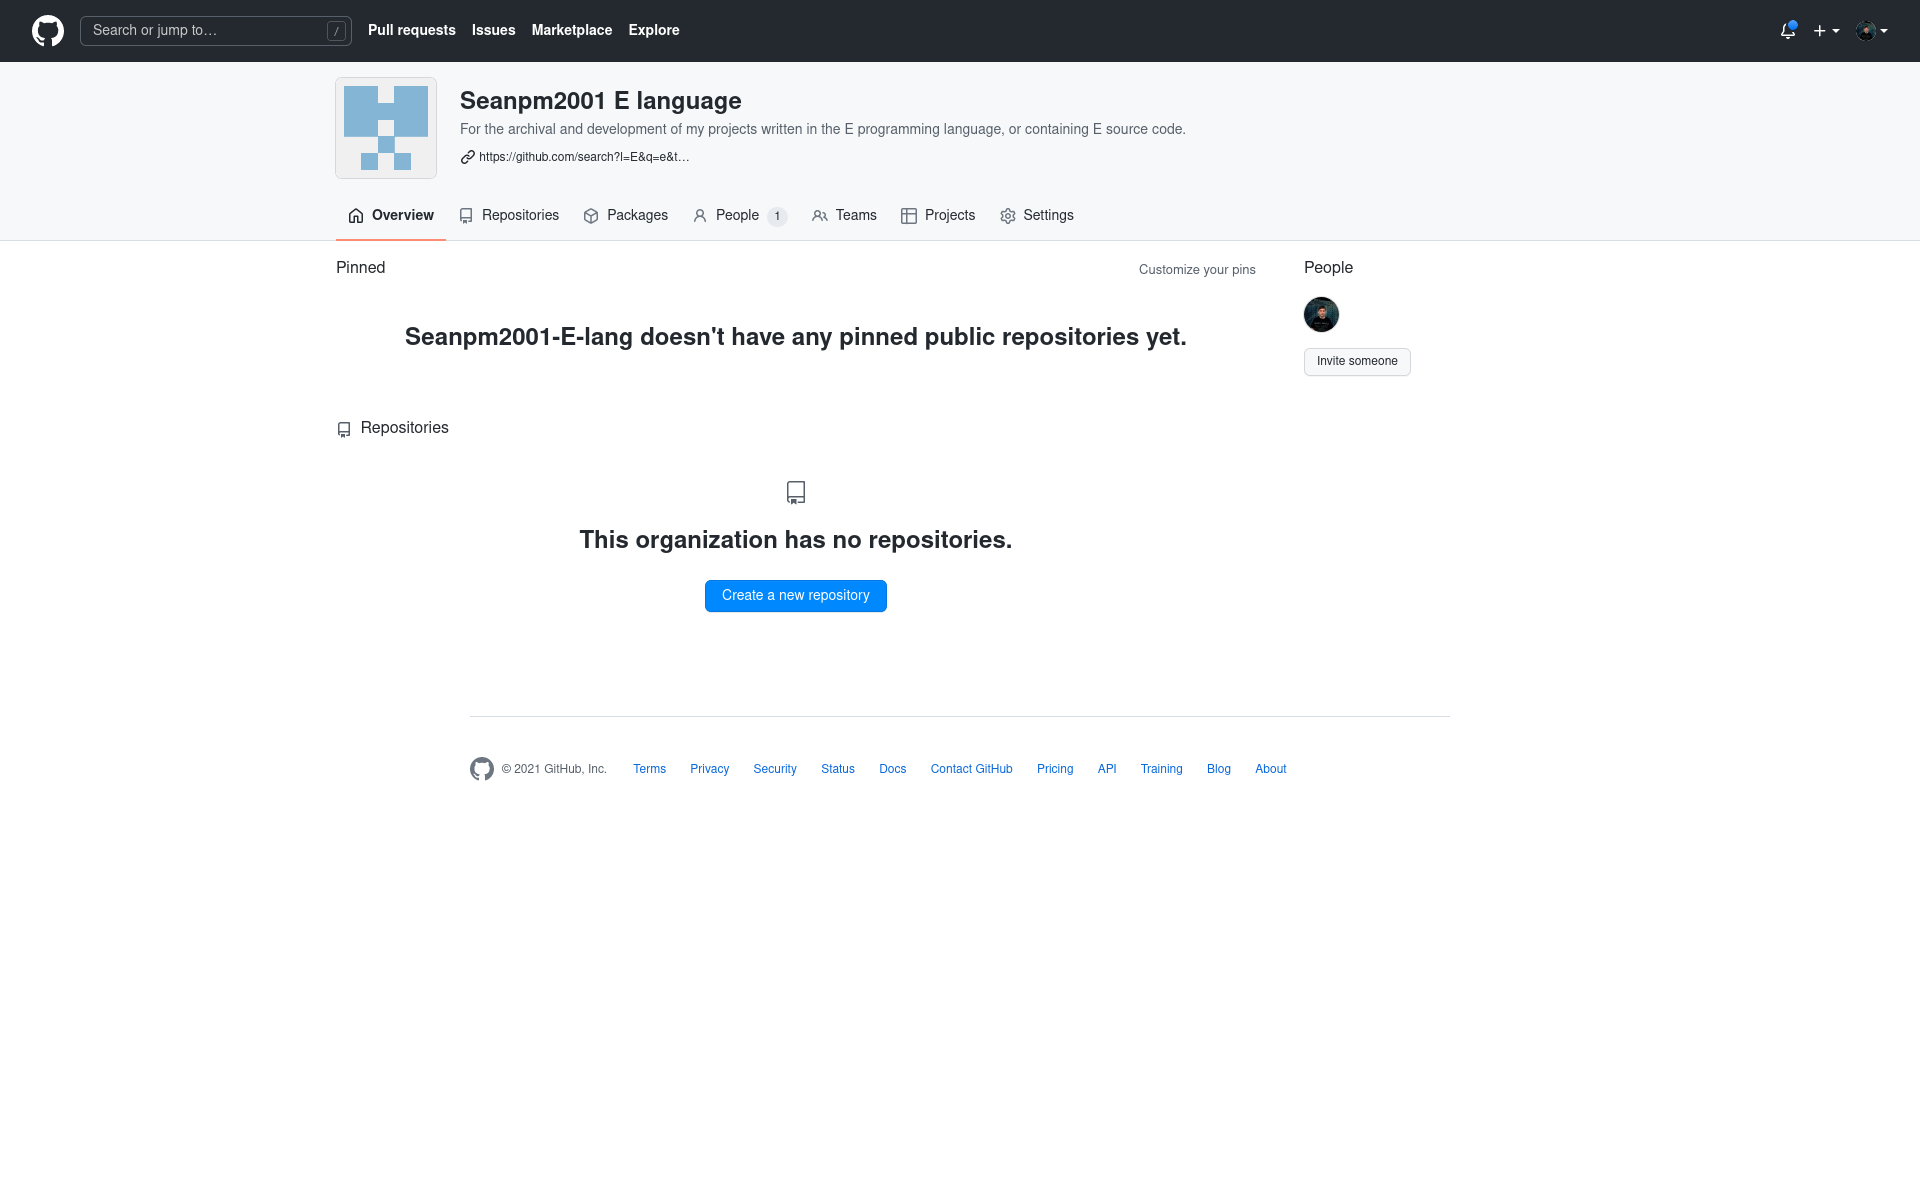 Search or jump to… / Pull requests Issues Marketplace Explore
Seanpm2001 E language
For the archival and development of my projects written in the E programming language, or containing E source code.
https://github.com/search?l=E&q=e&t…
Overview Repositories Packages People 1 Teams Projects Settings
Pinned Customize your pins
Seanpm2001-E-lang doesn't have any pinned public repositories yet.
People
Invite someone
Repositories
This organization has no repositories.
Create a new repository
© 2021 GitHub, Inc. Terms Privacy Security Status Docs Contact GitHub Pricing API Training Blog About